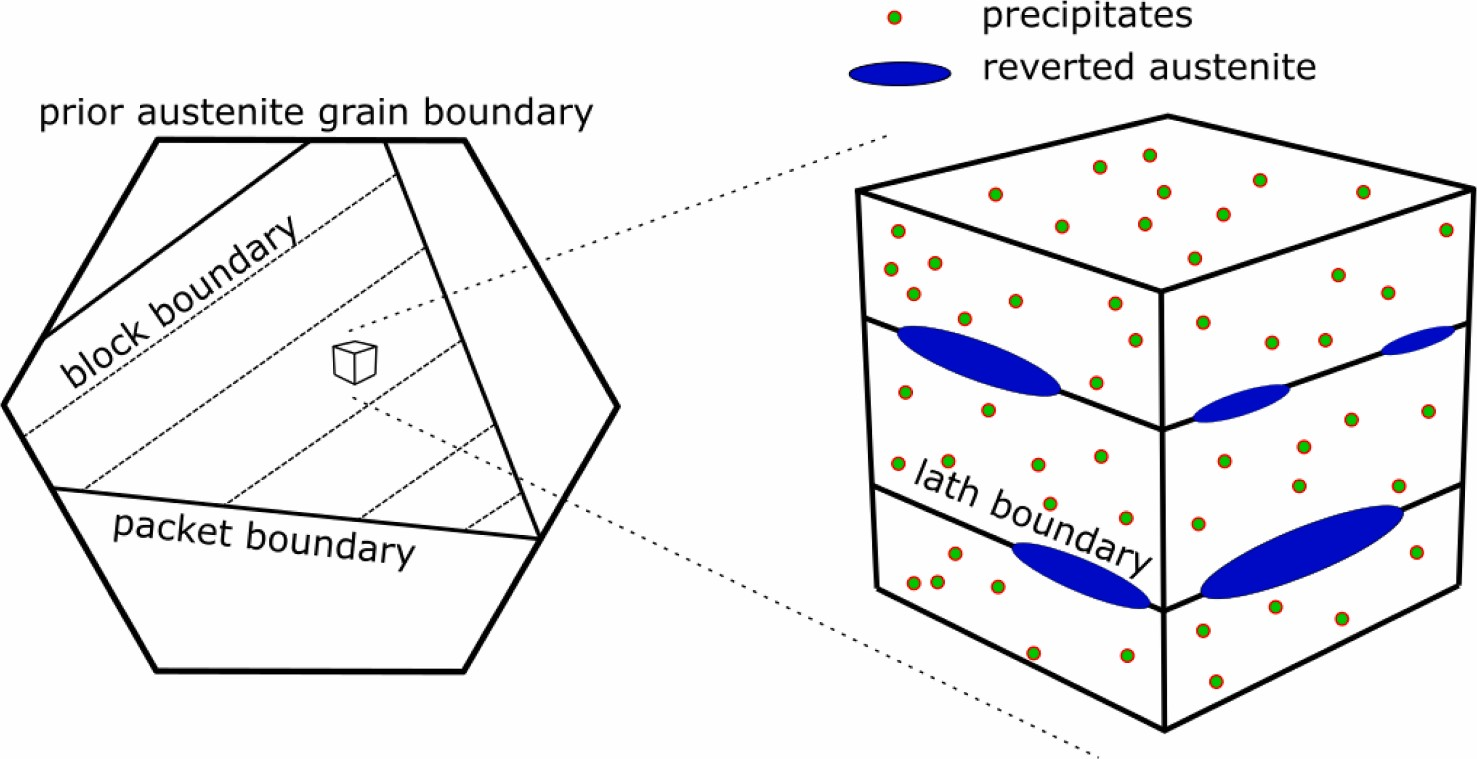 precipitates
reverted austenite
prior austenite grain boundary
block boundary
packet boundary
lath boundary